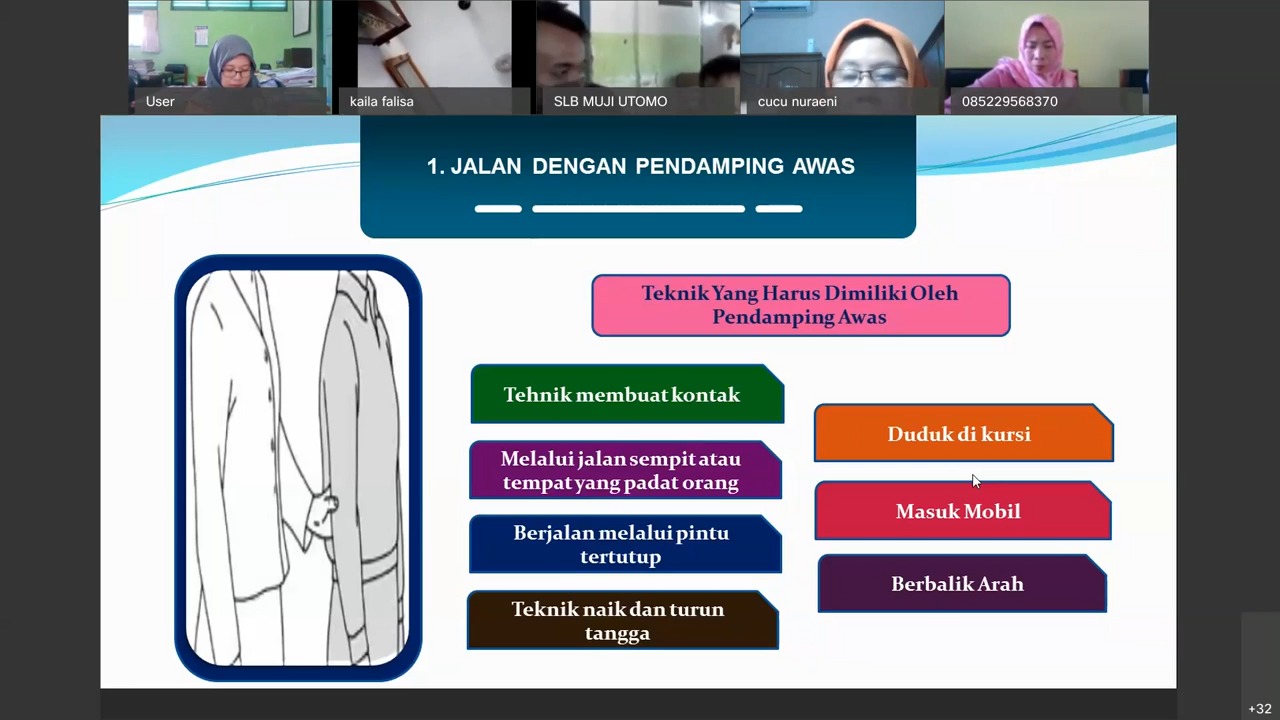 User
kaila falisa
SLB MUJI UTOMO
cucu nuraeni
085229568370
1. JALAN DENGAN PENDAMPING AWAS
Teknik Yang Harus Dimiliki Oleh
Pendamping Awas
Tehnik membuat kontak
Melalui jalan sempit atau
tempat yang padat orang
Berjalan melalui pintu
tertutup
Teknik naik dan turun
tangga
Duduk di kursi
Masuk Mobil
Berbalik Arah
+32